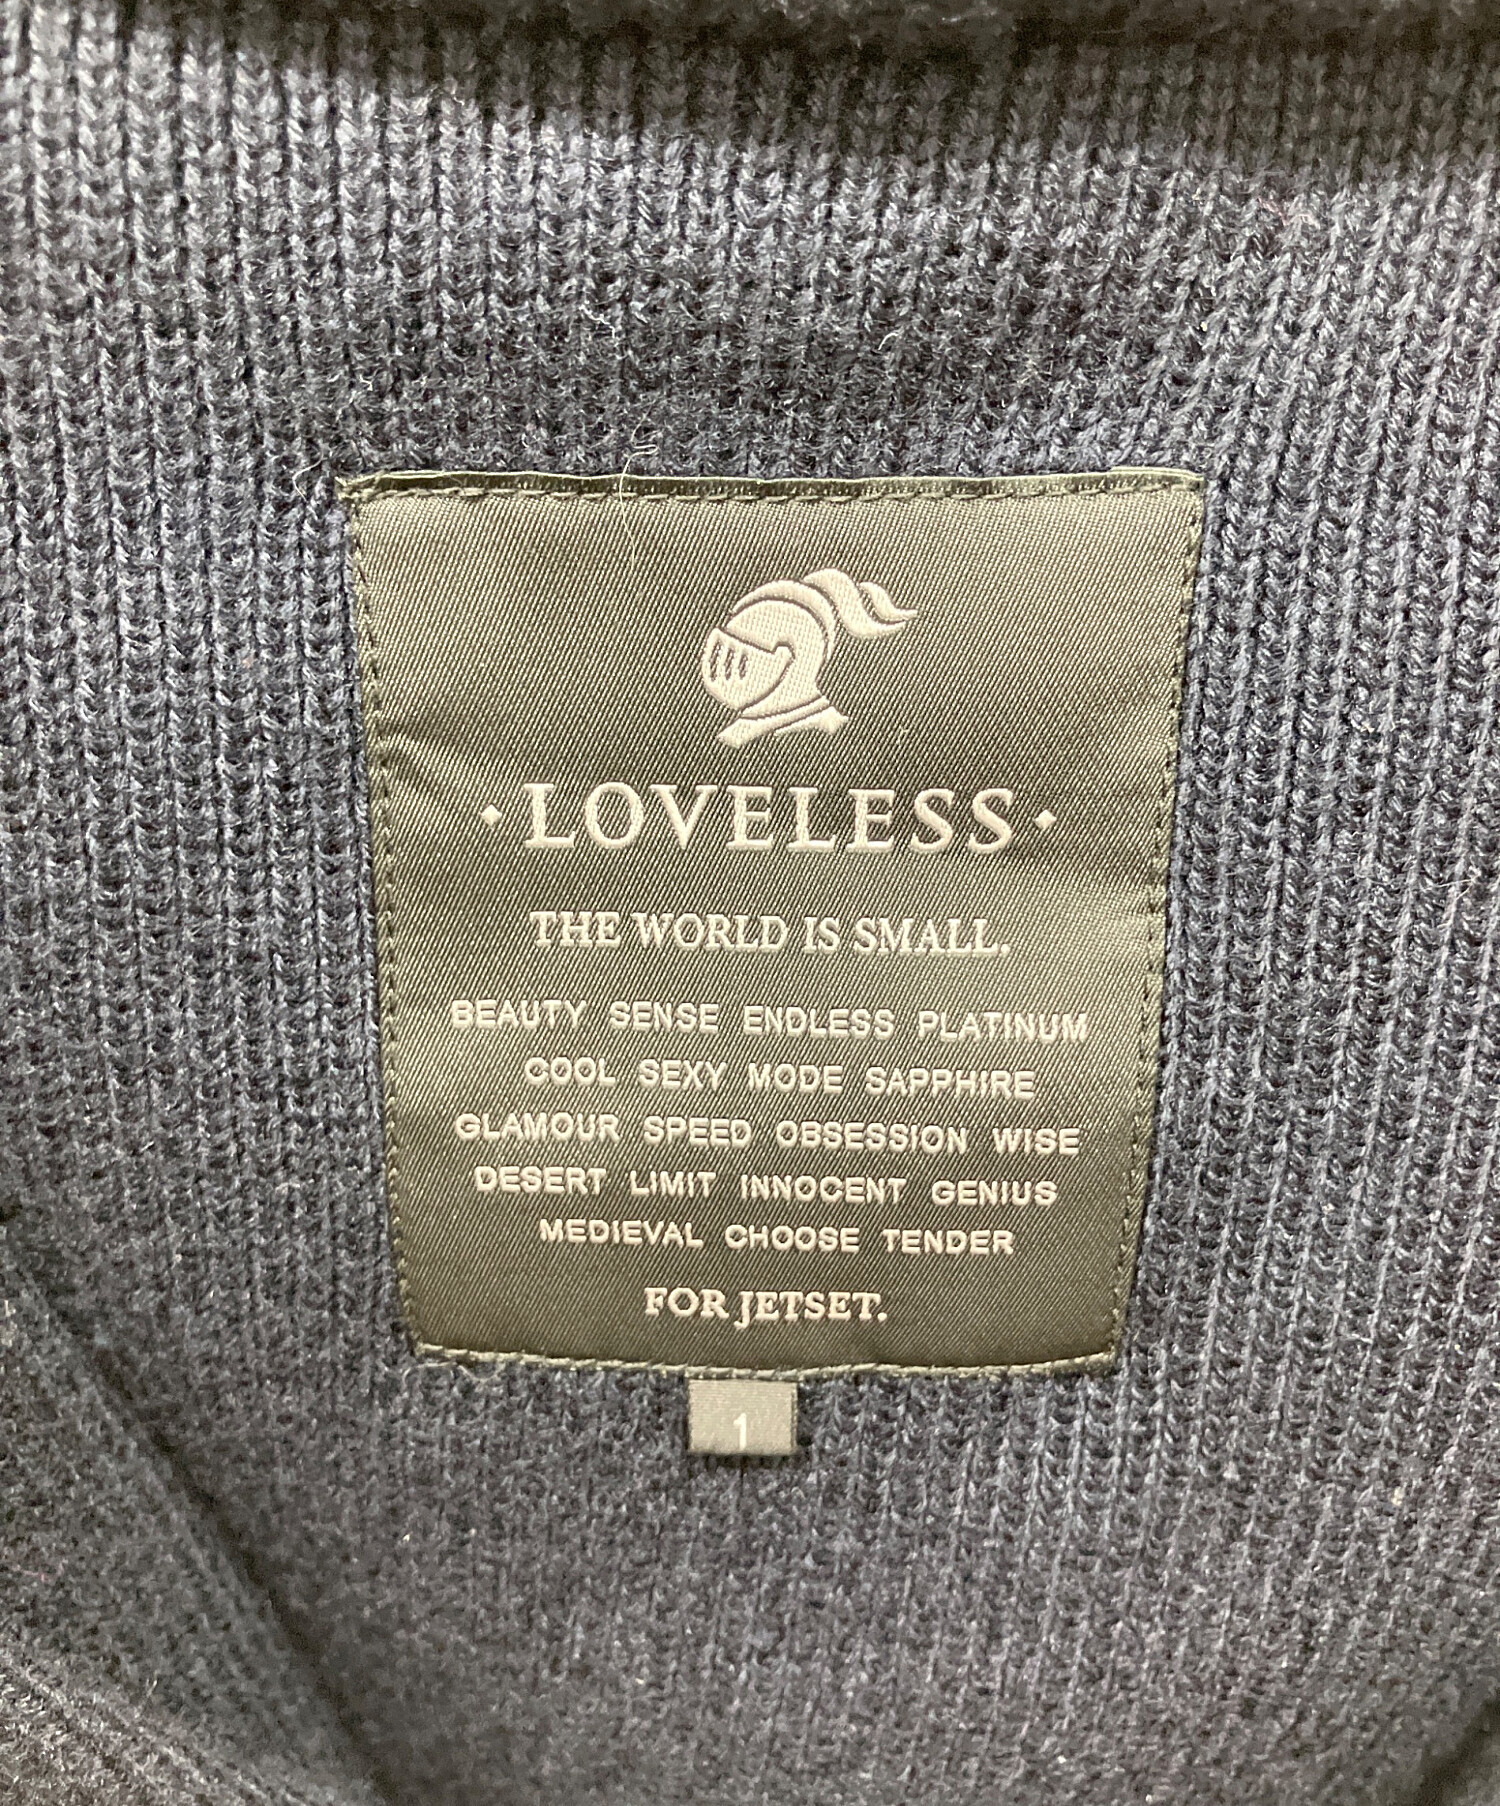 LOVELESS
THE WORLD IS SMALL.
BEAUTY SENSE ENDLESS PLATINUM
COOL SEXY MODE SAPPHIRE
GLAMOUR SPEED OBSESSION WISE
DESERT LIMIT INNOCENT GENIUS
MEDIEVAL CHOOSE TENDER
FOR JETSET.
1